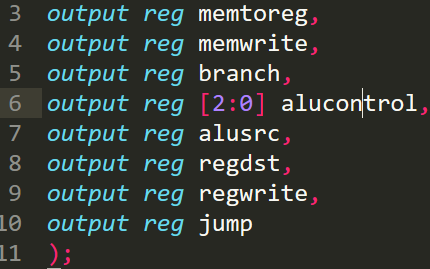 3 output reg memtoreg,
4 output reg memwrite,
5 output reg branch,
6 output reg [2:0] alucontrol,
7 output reg alusrc,
8 output reg regdst,
9 output reg regwrite,
10 output reg jump
11 );